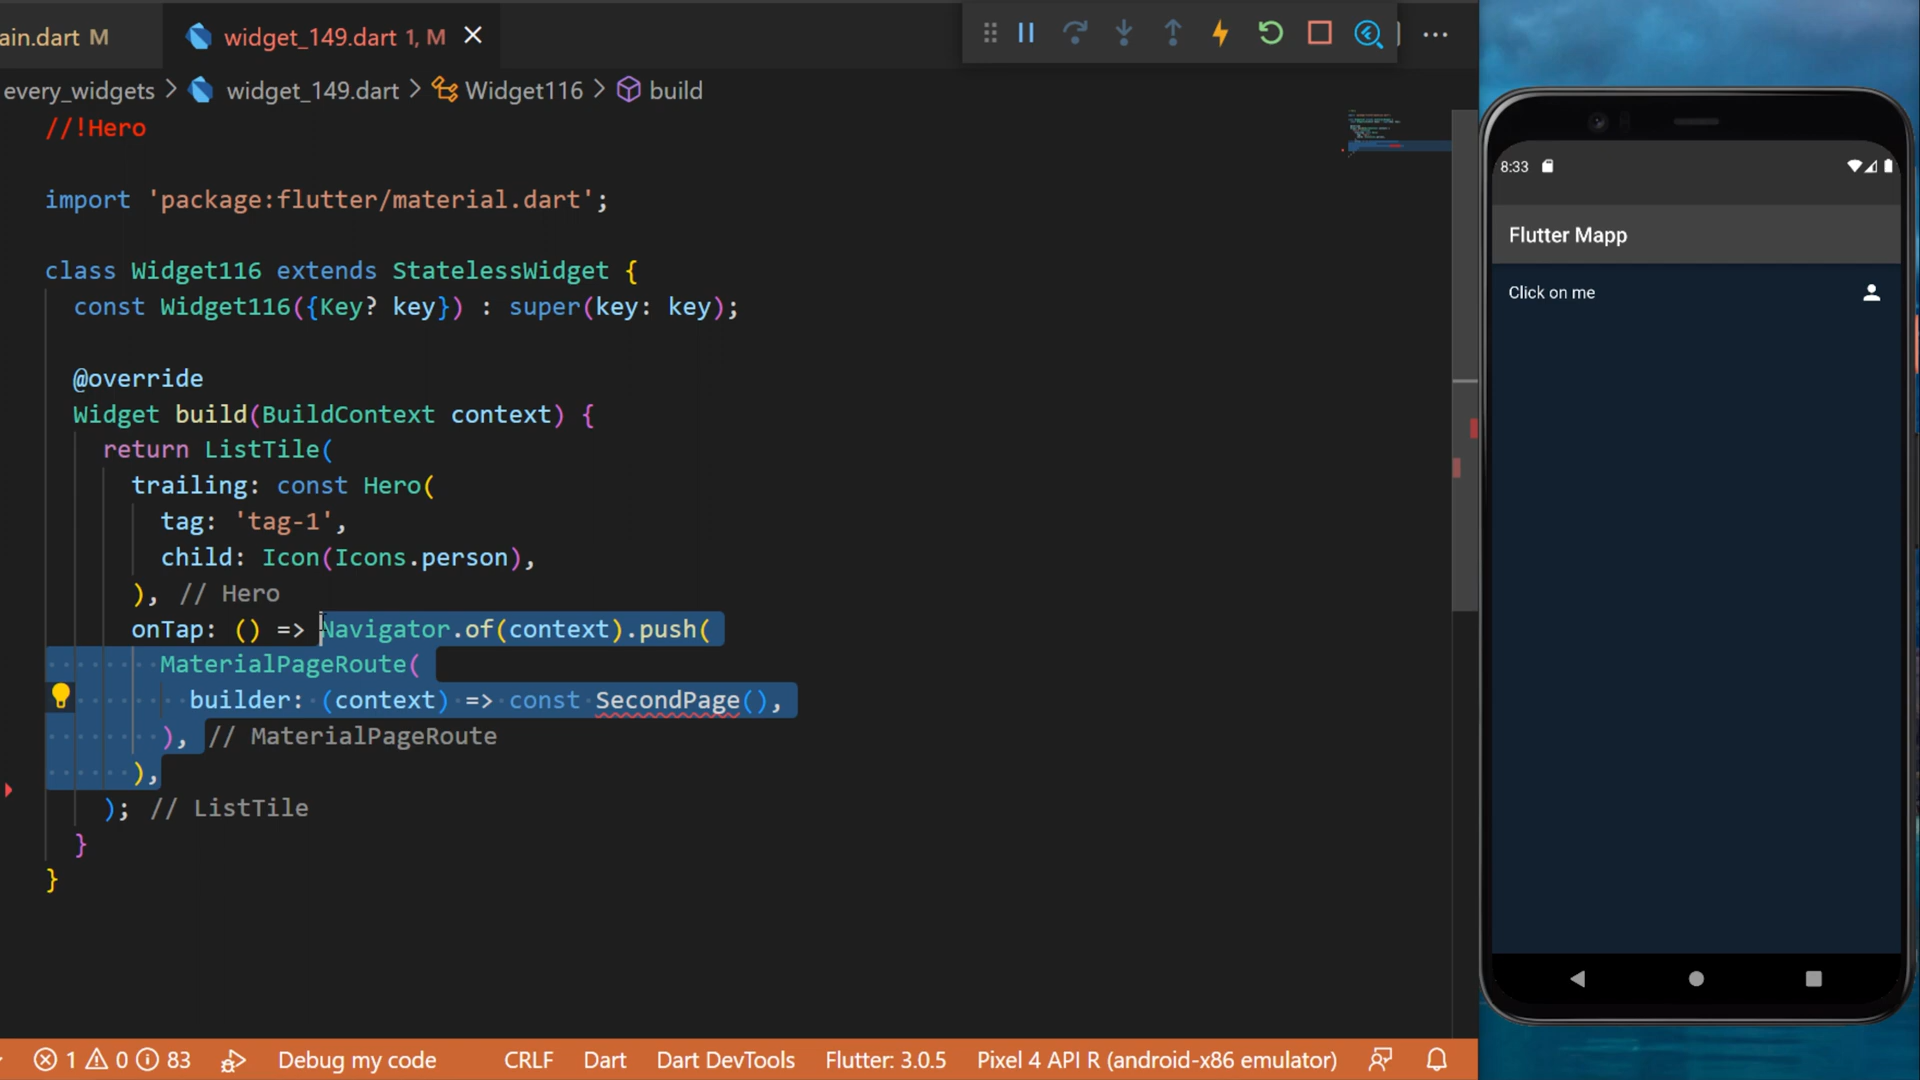 ain.dart M
widget_149.dart 1, M
every_widgets > widget_149.dart > Widget116 > build
//!Hero
import 'package:flutter/material.dart';
class Widget116 extends StatelessWidget {
const Widget116({Key? key}) : super(key: key);
@override
Widget build(BuildContext context) {
return ListTile(
trailing: const Hero(
tag: 'tag-1',
child: Icon(Icons.person),
), // Hero
onTap: () => Navigator.of(context).push(
MaterialPageRoute(
builder: (context) => const SecondPage(),
), // MaterialPageRoute
),
); // ListTile
}
}
1 0 83 Debug my code CRLF Dart Dart DevTools Flutter: 3.0.5 Pixel 4 API R (android-x86 emulator)
8:33
Flutter Mapp
Click on me